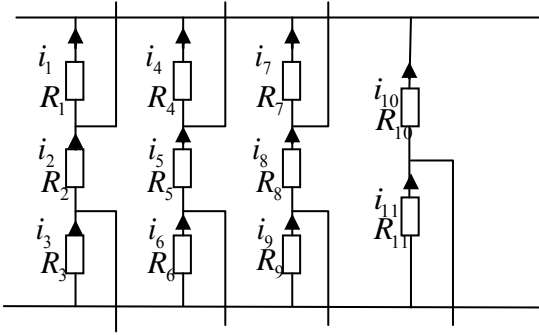 i₁ i₄ i₇
R₁ R₄ R₇ i₁₀
R₁₀
i₂ i₅ i₈
R₂ R₅ R₈
i₁₁
i₃ i₆ i₉ R₁₁
R₃ R₆ R₉